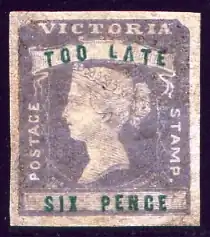 VICTORIA
TOO LATE
POSTAGE
STAMP.
SIX PENCE